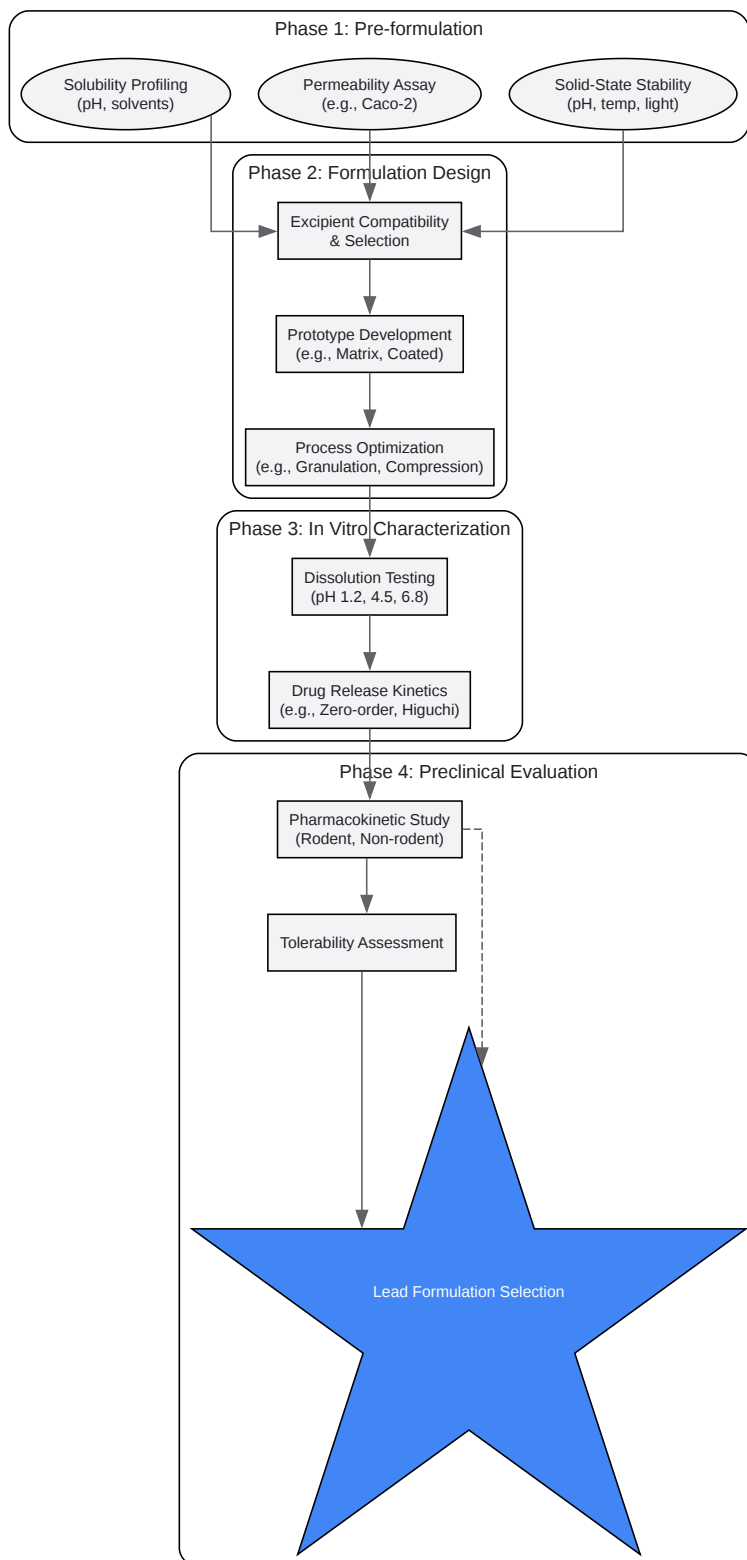 Phase 1: Pre-formulation
Solubility Profiling
(pH, solvents)
Permeability Assay
(e.g., Caco-2)
Solid-State Stability
(pH, temp, light)
Phase 2: Formulation Design
Excipient Compatibility
& Selection
Prototype Development
(e.g., Matrix, Coated)
Process Optimization
(e.g., Granulation, Compression)
Phase 3: In Vitro Characterization
Dissolution Testing
(pH 1.2, 4.5, 6.8)
Drug Release Kinetics
(e.g., Zero-order, Higuchi)
Phase 4: Preclinical Evaluation
Pharmacokinetic Study
(Rodent, Non-rodent)
Tolerability Assessment
Lead Formulation Selection